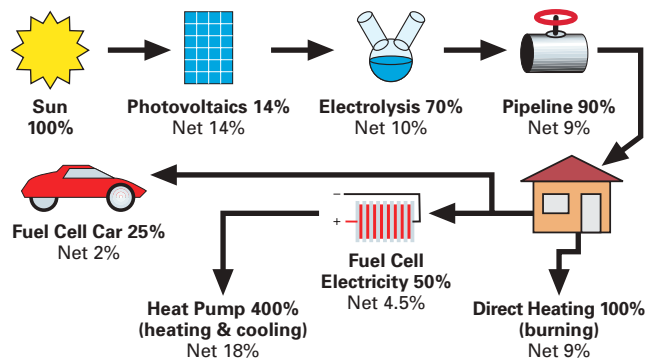 Sun
100%
Photovoltaics 14%
Net 14%
Electrolysis 70%
Net 10%
Pipeline 90%
Net 9%
Fuel Cell Car 25%
Net 2%
–
+
Fuel Cell
Electricity 50%
Net 4.5%
Heat Pump 400%
(heating & cooling)
Net 18%
Direct Heating 100%
(burning)
Net 9%